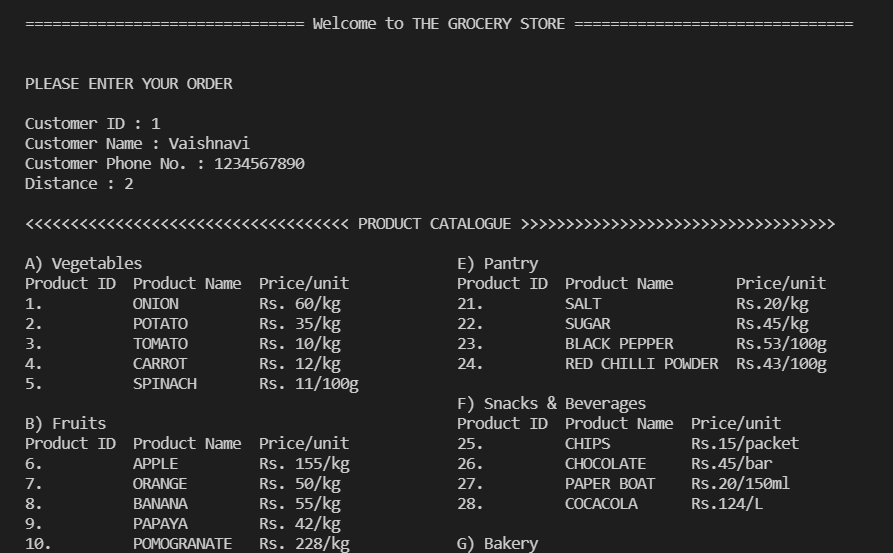 =============================== Welcome to THE GROCERY STORE ===============================
PLEASE ENTER YOUR ORDER
Customer ID : 1
Customer Name : Vaishnavi
Customer Phone No. : 1234567890
Distance : 2
<<<<<<<<<<<<<<<<<<<<<<<<<<<<<<<<<<<< PRODUCT CATALOGUE >>>>>>>>>>>>>>>>>>>>>>>>>>>>>>>>>>>
A) Vegetables
Product ID  Product Name  Price/unit
1.          ONION         Rs. 60/kg
2.          POTATO        Rs. 35/kg
3.          TOMATO        Rs. 10/kg
4.          CARROT        Rs. 12/kg
5.          SPINACH       Rs. 11/100g
B) Fruits
Product ID  Product Name  Price/unit
6.          APPLE         Rs. 155/kg
7.          ORANGE        Rs. 50/kg
8.          BANANA        Rs. 55/kg
9.          PAPAYA        Rs. 42/kg
10.         POMOGRANATE   Rs. 228/kg
E) Pantry
Product ID  Product Name       Price/unit
21.         SALT               Rs.20/kg
22.         SUGAR              Rs.45/kg
23.         BLACK PEPPER       Rs.53/100g
24.         RED CHILLI POWDER  Rs.43/100g
F) Snacks & Beverages
Product ID  Product Name  Price/unit
25.         CHIPS         Rs.15/packet
26.         CHOCOLATE     Rs.45/bar
27.         PAPER BOAT    Rs.20/150ml
28.         COCACOLA      Rs.124/L
G) Bakery